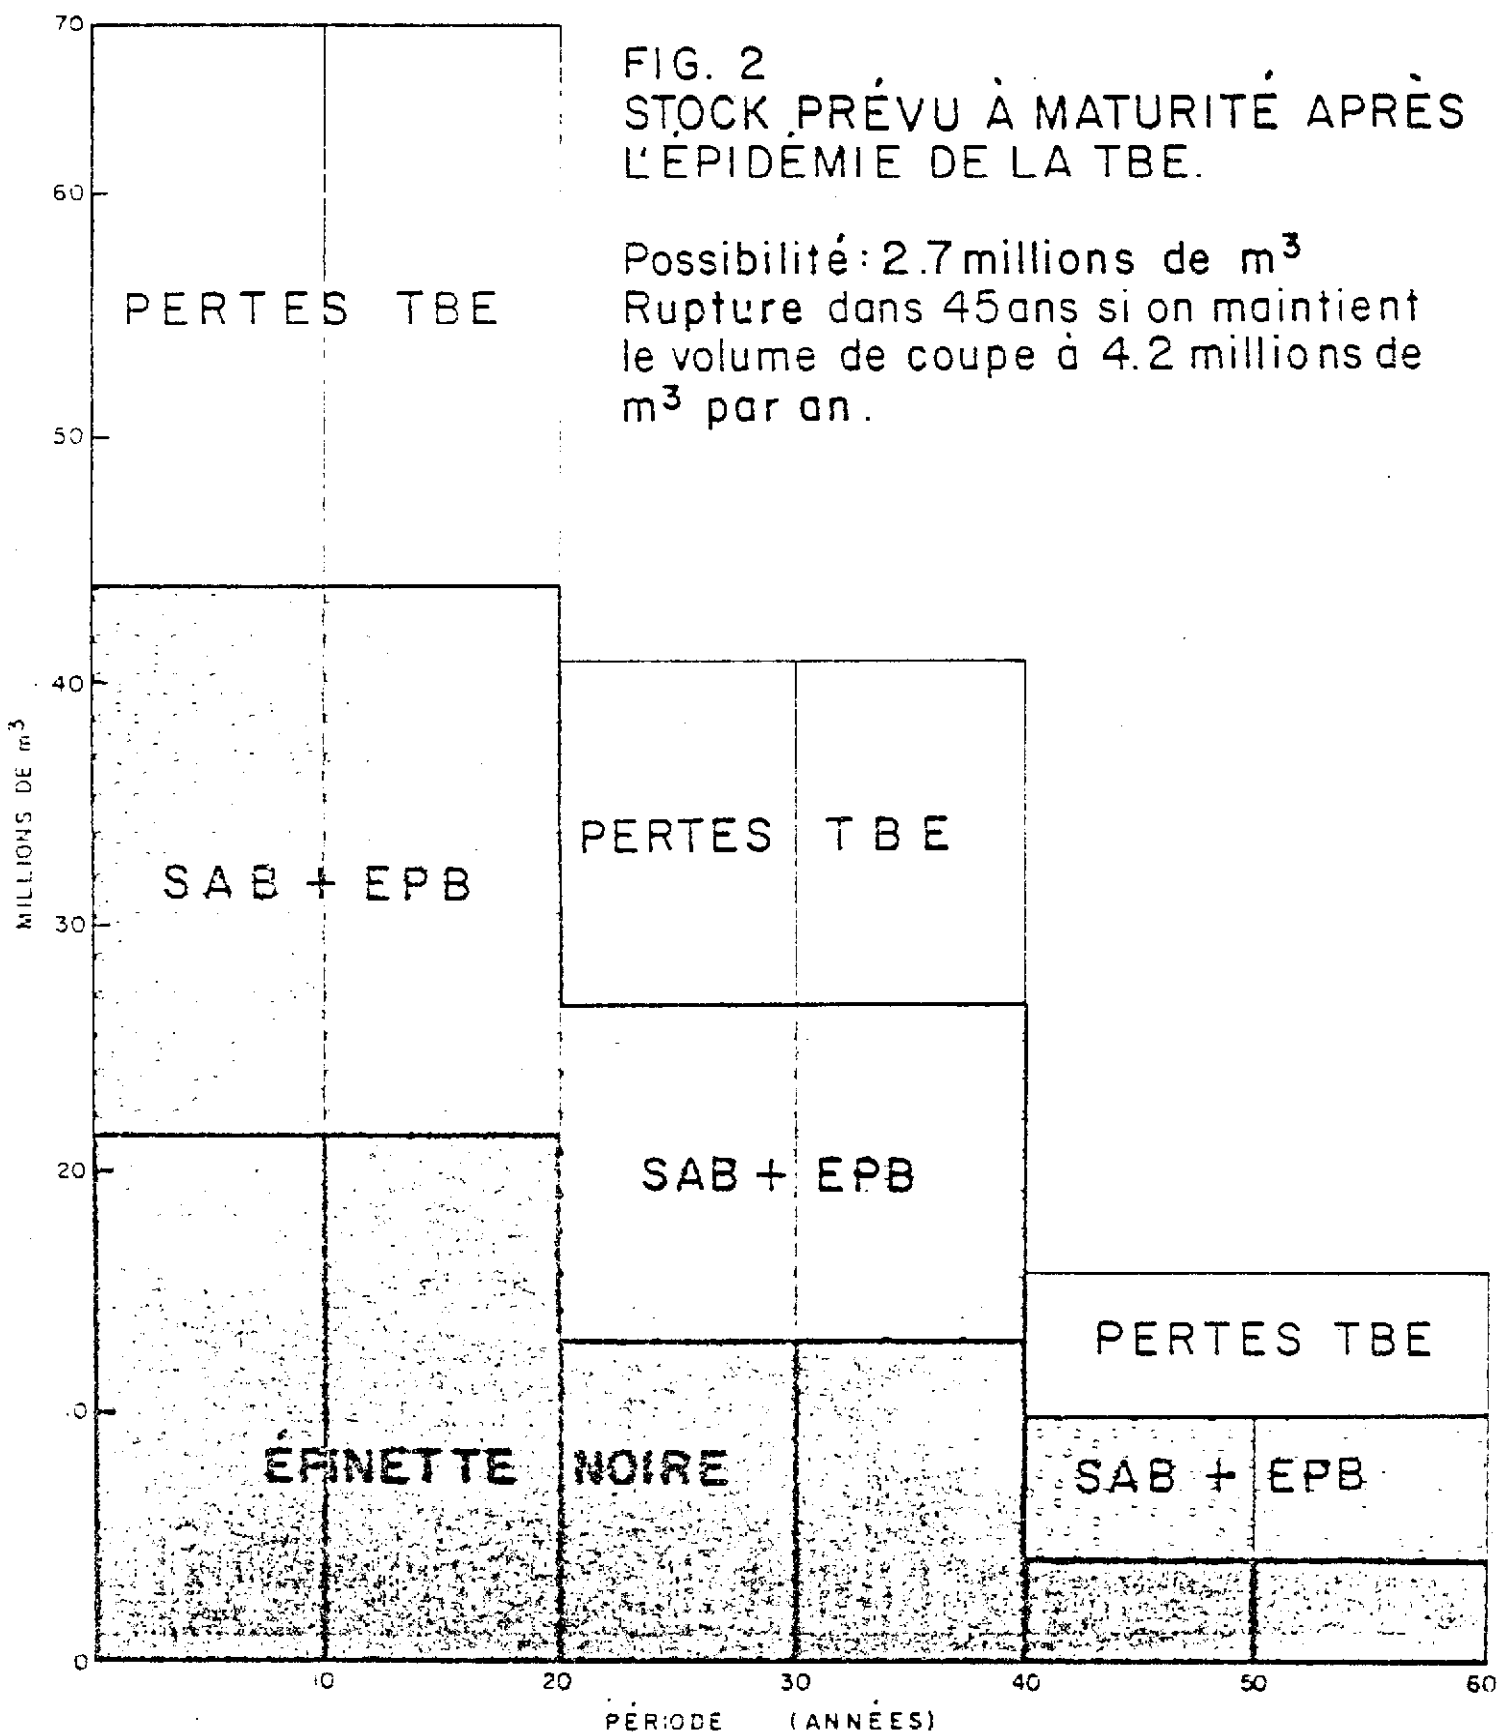 FIG. 2
STOCK PRÉVU À MATURITÉ APRÈS
L'ÉPIDÉMIE DE LA TBE.
Possibilité : 2.7 millions de m³
Rupture dans 45 ans si on maintient
le volume de coupe à 4.2 millions de
m³ par an.
70
60
50
40
30
20
10
0
MILLIONS DE m³
PERTES TBE
SAB + EPB
PERTES TBE
SAB + EPB
ÉPINETTE NOIRE
PERTES TBE
SAB + EPB
10
20
30
40
50
60
PÉRIODE (ANNÉES)